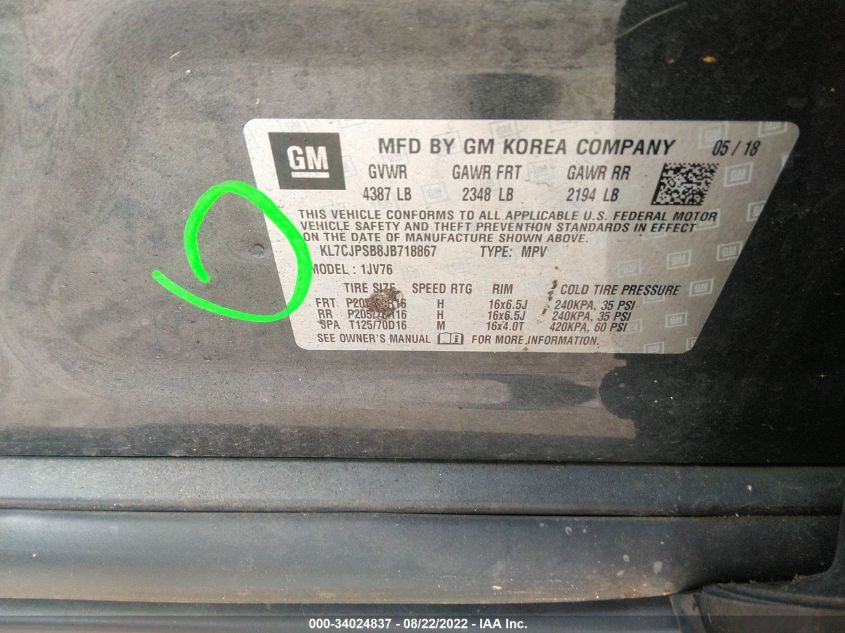 GM
MFD BY GM KOREA COMPANY 05/18
GVWR GAWR FRT GAWR RR
4387 LB 2348 LB 2194 LB
THIS VEHICLE CONFORMS TO ALL APPLICABLE U.S. FEDERAL MOTOR
VEHICLE SAFETY AND THEFT PREVENTION STANDARDS IN EFFECT
ON THE DATE OF MANUFACTURE SHOWN ABOVE.
KL7CJPSB8JB718867 TYPE: MPV
MODEL : 1JV76
TIRE SIZE SPEED RTG RIM COLD TIRE PRESSURE
FRT H 16x6.5J 240KPA, 35 PSI
RR H 16x6.5J 240KPA, 35 PSI
SPA T125/70D16 M 16x4.0T 420KPA, 60 PSI
SEE OWNER'S MANUAL FOR MORE INFORMATION.
000-34024837 - 08/22/2022 - IAA Inc.